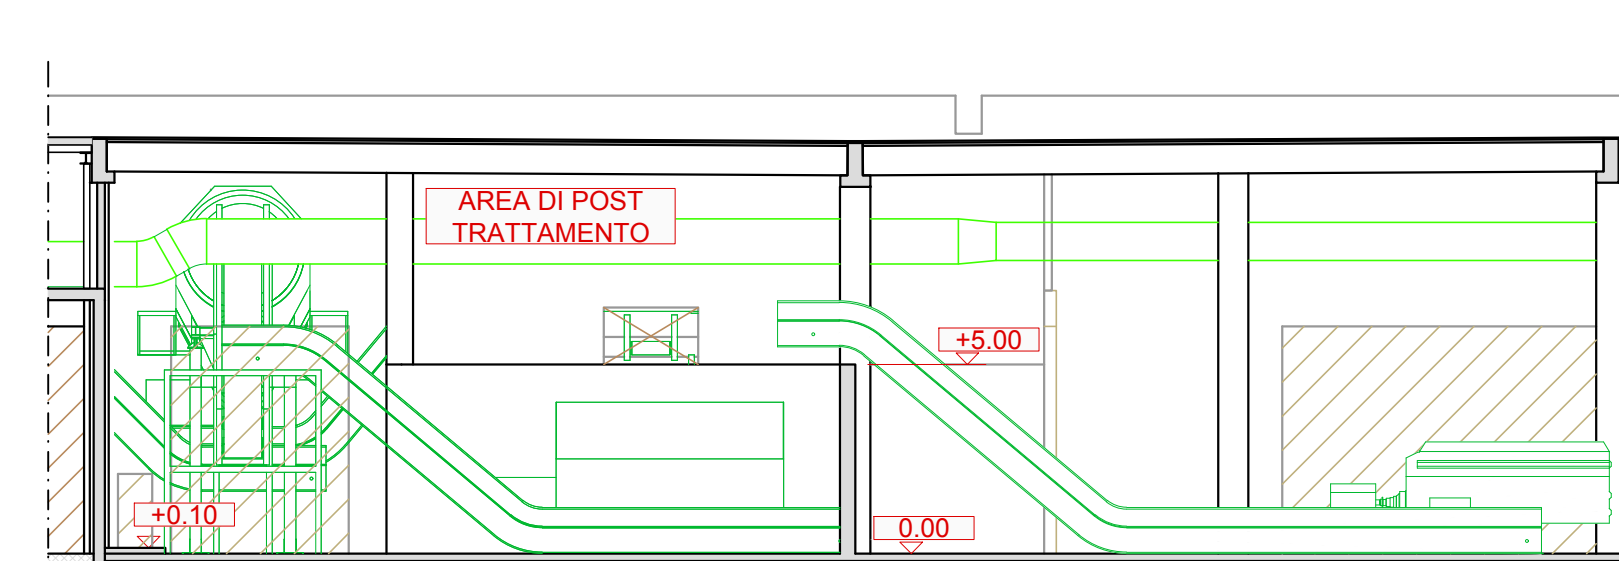 AREA DI POST
TRATTAMENTO
+5.00
+0.10
0.00